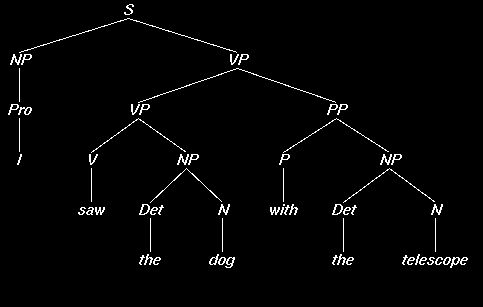 S
NP VP
Pro VP PP
I V NP P NP
saw Det N with Det N
the dog the telescope